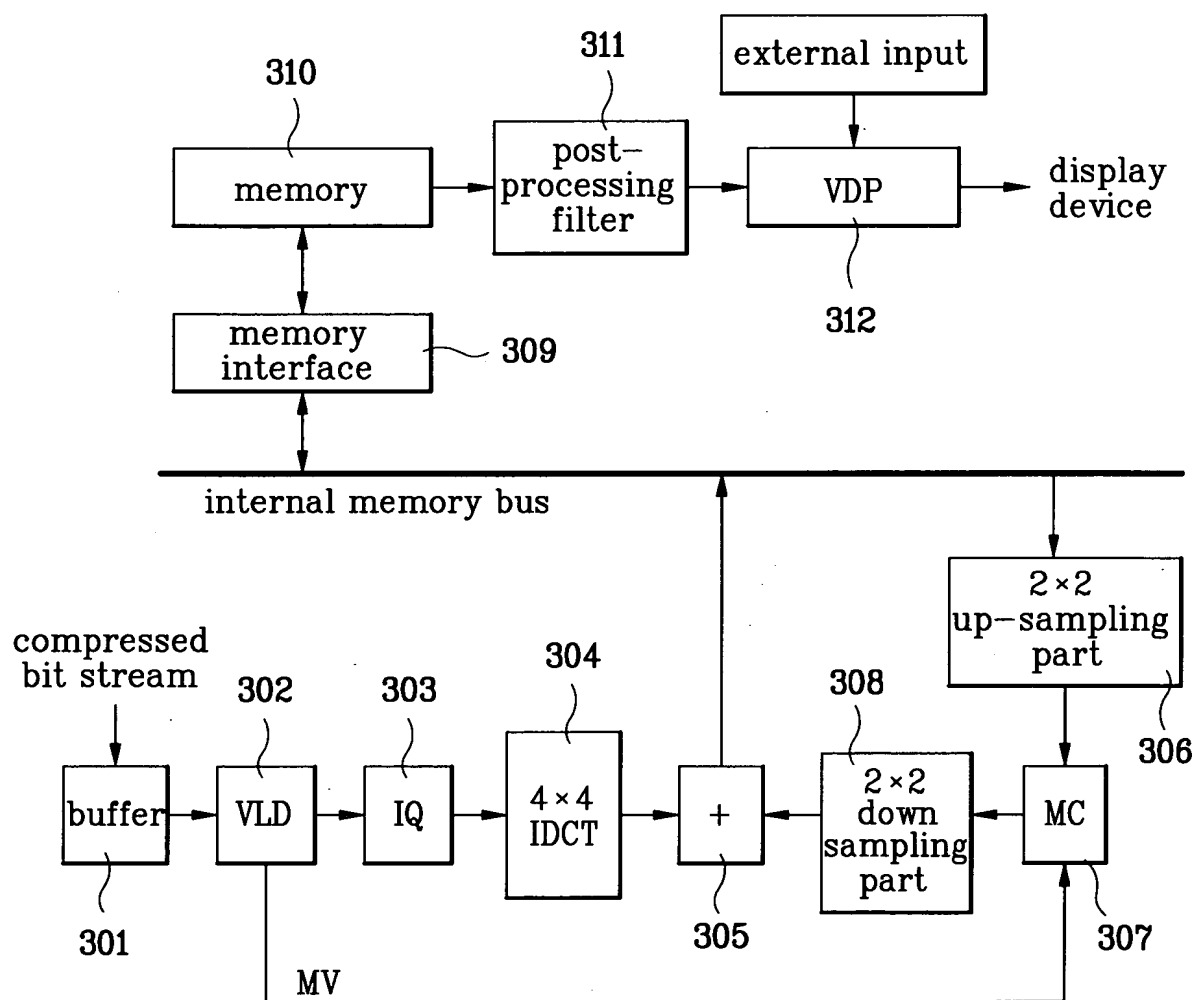 external input
311
310
post-
processing
filter
memory
VDP
display
device
312
memory
interface
309
internal memory bus
2×2
up-sampling
part
306
compressed
bit stream
302
303
304
308
buffer
VLD
IQ
4×4
IDCT
+
2×2
down
sampling
part
MC
301
305
307
MV